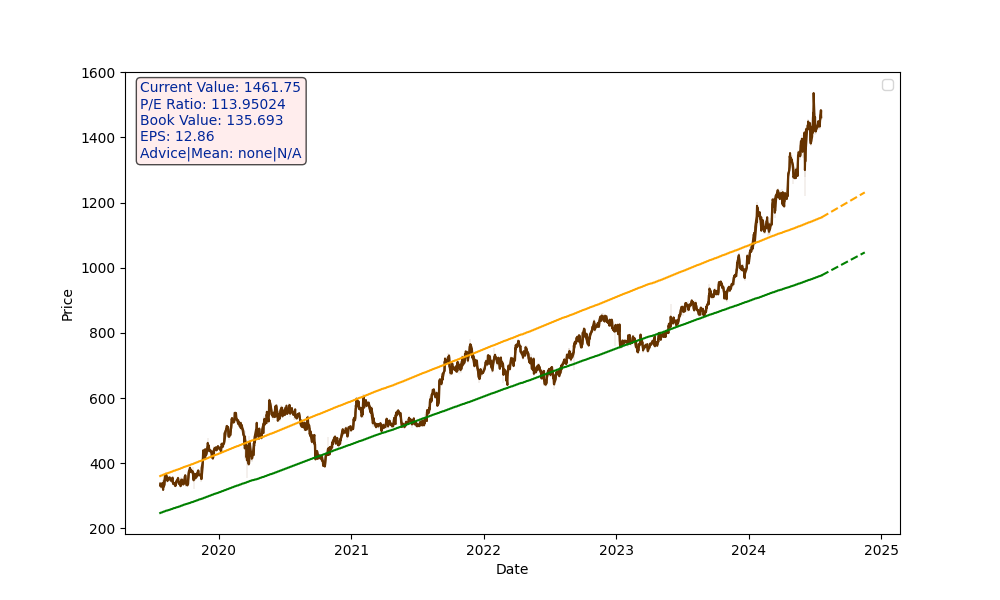 Current Value: 1461.75
P/E Ratio: 113.95024
Book Value: 135.693
EPS: 12.86
Advice|Mean: none|N/A
1600
1400
1200
1000
800
600
400
200
Price
2020 2021 2022 2023 2024 2025
Date